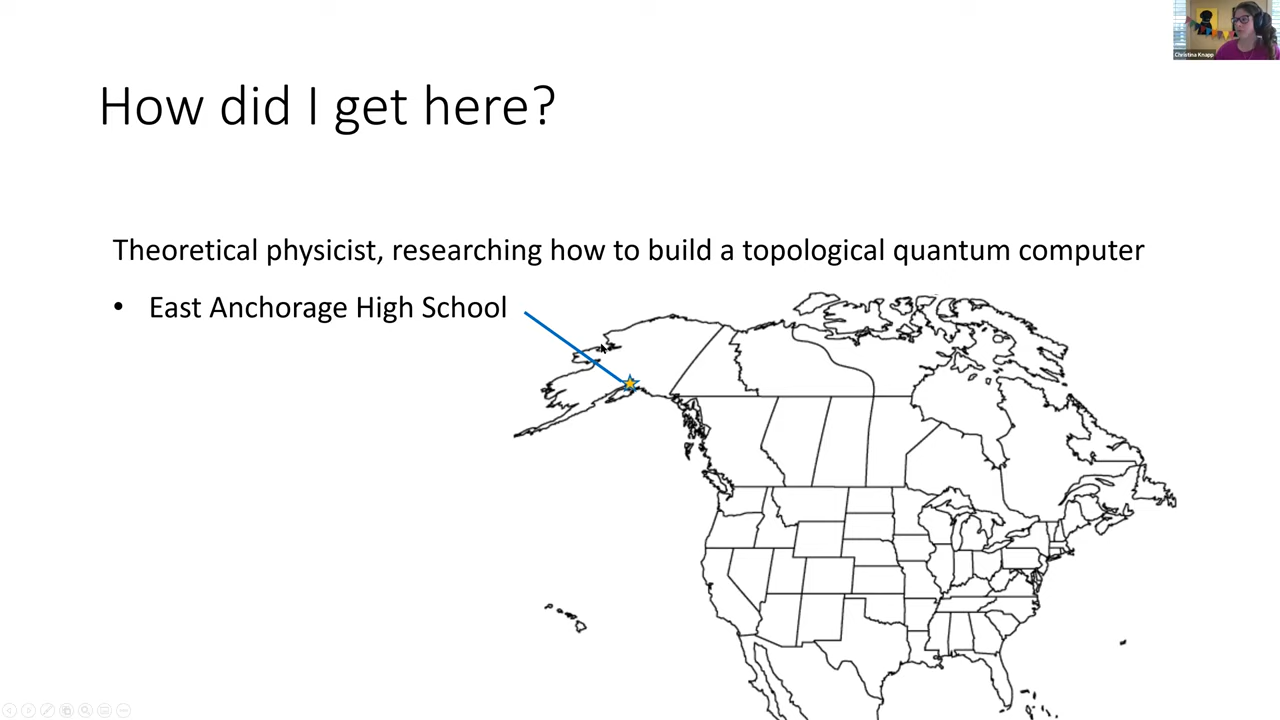 Christina Knapp
How did I get here?
Theoretical physicist, researching how to build a topological quantum computer
• East Anchorage High School